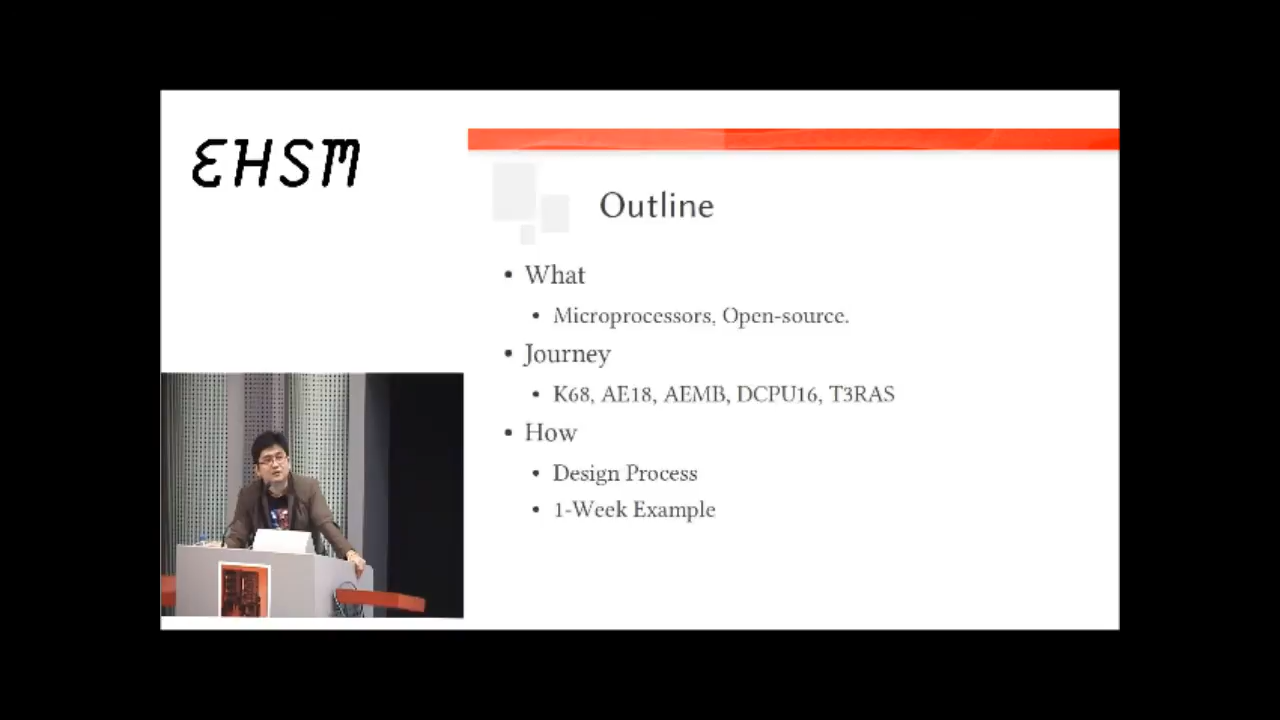 EHSM
Outline
• What
• Microprocessors, Open-source.
• Journey
• K68, AE18, AEMB, DCPU16, T3RAS
• How
• Design Process
• 1-Week Example